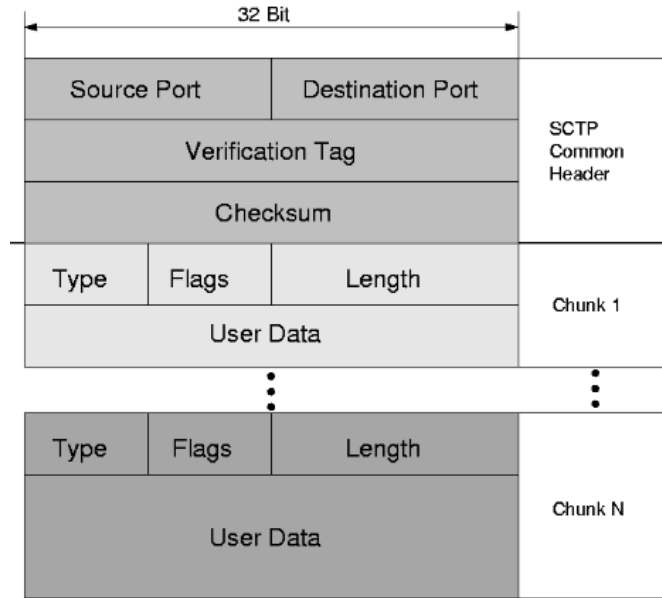 32 Bit
Source Port
Destination Port
SCTP
Common
Header
Verification Tag
Checksum
Type
Flags
Length
Chunk 1
User Data
Type
Flags
Length
Chunk N
User Data